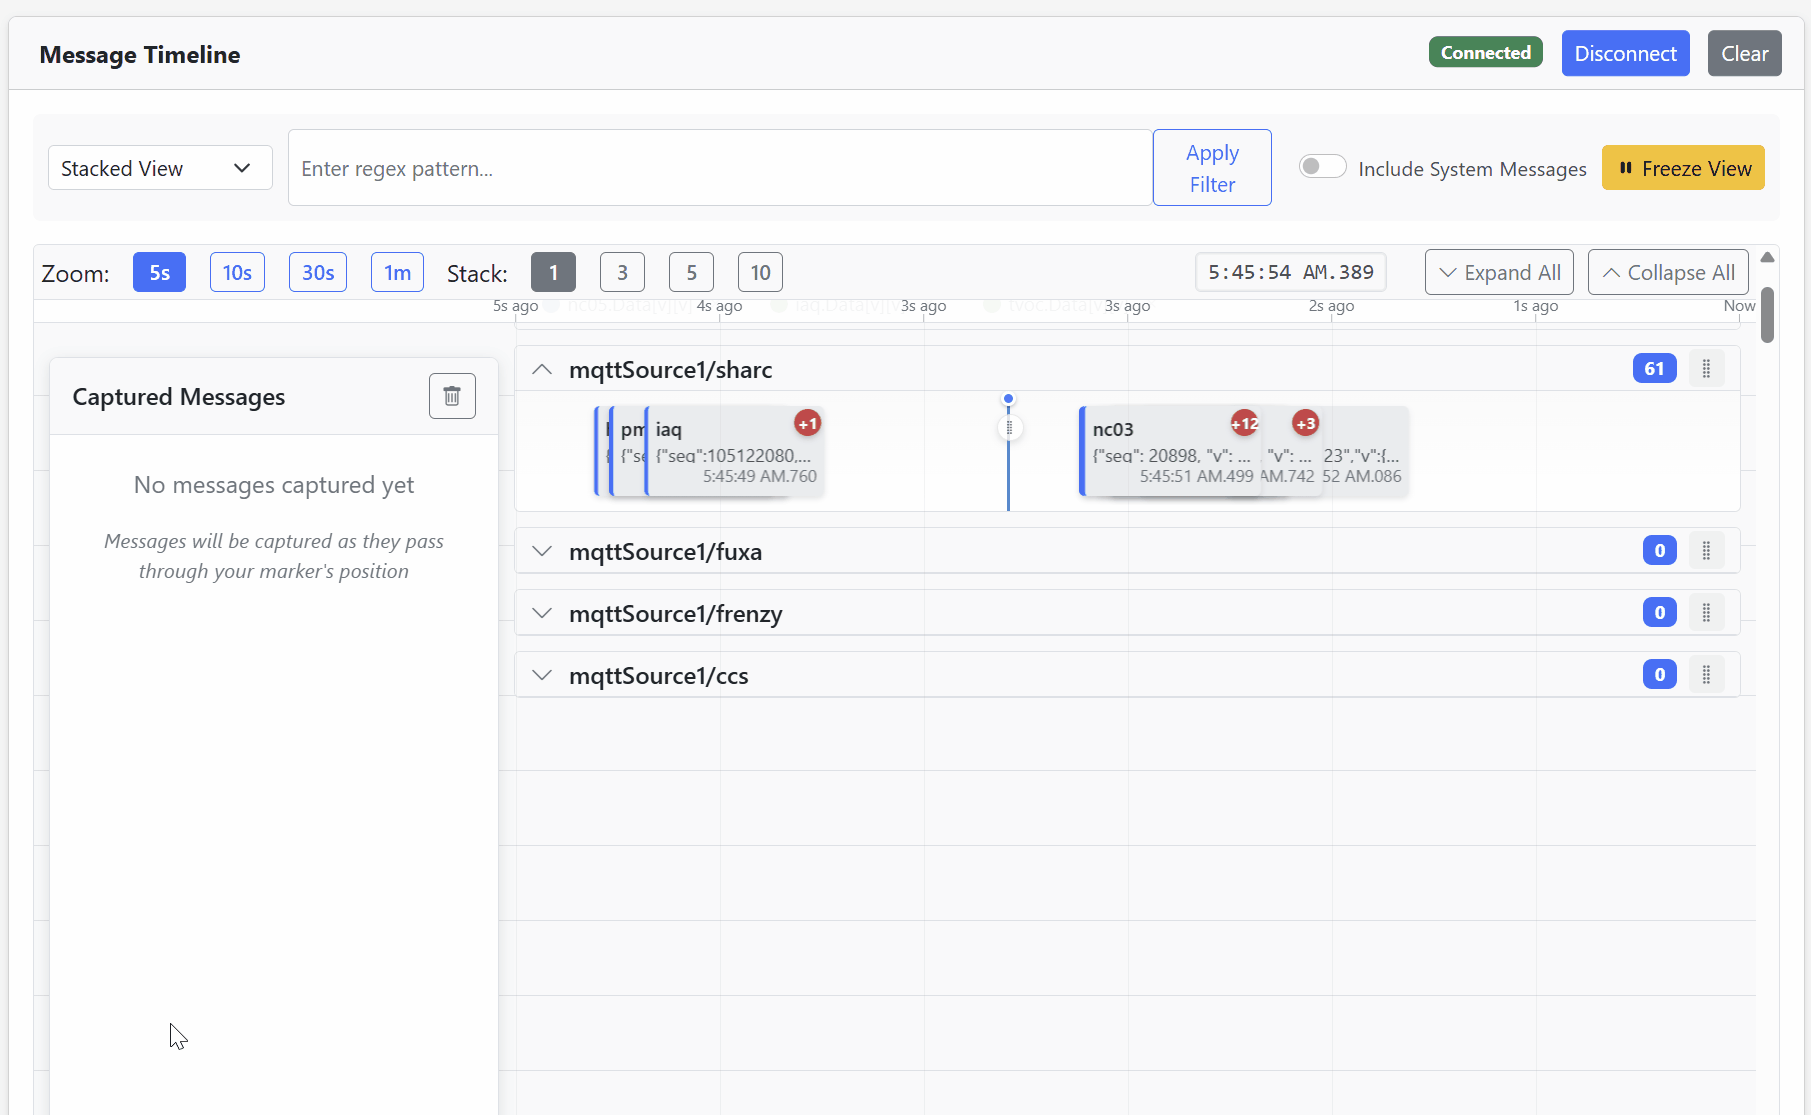 Message Timeline
Connected
Disconnect
Clear
Stacked View
Enter regex pattern...
Apply
Filter
Include System Messages
Freeze View
Zoom:
5s
10s
30s
1m
Stack:
1
3
5
10
5:45:54 AM.389
Expand All
Collapse All
5s ago
4s ago
3s ago
3s ago
2s ago
1s ago
Now
mqttSource1/sharc
61
Captured Messages
No messages captured yet
Messages will be captured as they pass
through your marker's position
pm
iaq
+1
{"se
{"seq":105122080,...
5:45:49 AM.760
nc03
+12
+3
{"seq": 20898, "v": ...
"v": ...
23","v":{...
5:45:51 AM.499
AM.742
52 AM.086
mqttSource1/fuxa
0
mqttSource1/frenzy
0
mqttSource1/ccs
0